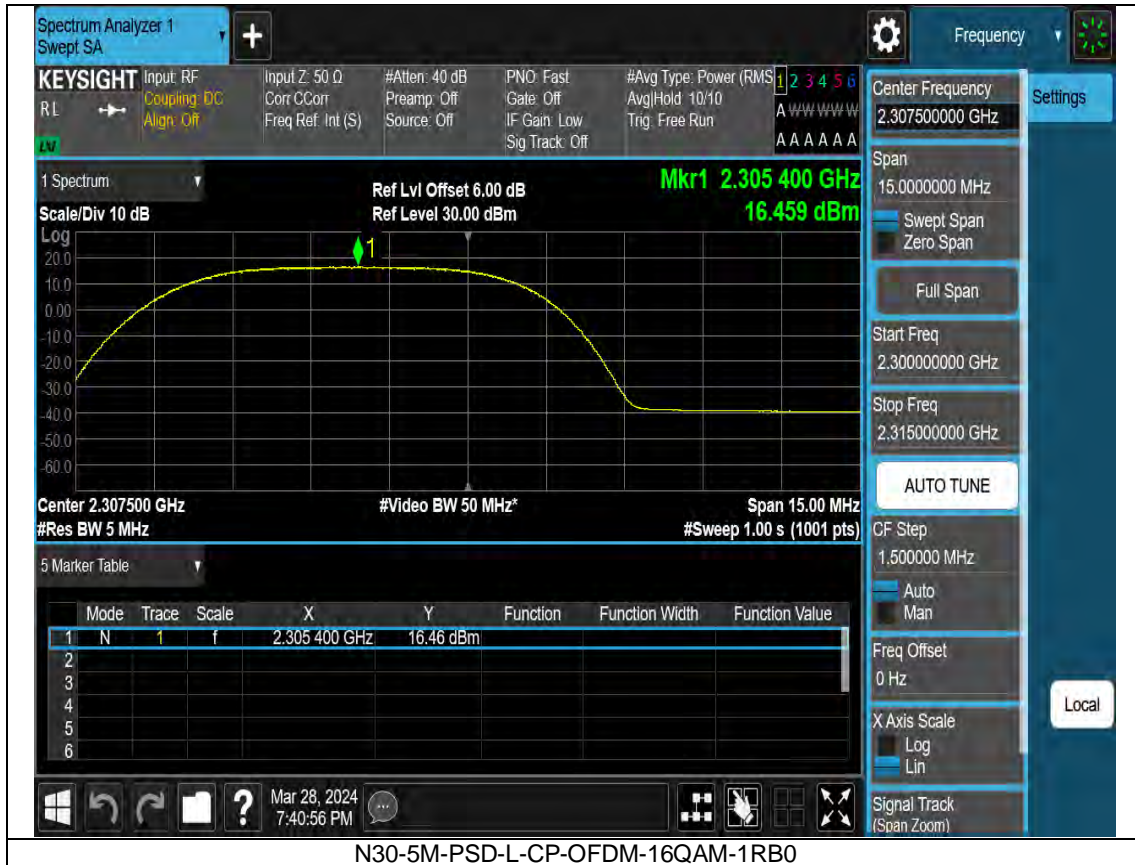 Spectrum Analyzer 1
Swept SA
+
Frequency
KEYSIGHT
RL
LXI
Input: RF
Coupling: DC
Align: Off
Input Z: 50 Ω
Corr CCorr
Freq Ref: Int (S)
#Atten: 40 dB
Preamp: Off
Source: Off
PNO: Fast
Gate: Off
IF Gain: Low
Sig Track: Off
#Avg Type: Power (RMS
Avg|Hold: 10/10
Trig: Free Run
1 2 3 4 5 6
A W W W W W
A A A A A A
1 Spectrum
Scale/Div 10 dB
Ref Lvl Offset 6.00 dB
Ref Level 30.00 dBm
Mkr1 2.305 400 GHz
16.459 dBm
Log
1
20.0
10.0
0.00
-10.0
-20.0
-30.0
-40.0
-50.0
-60.0
Center 2.307500 GHz
#Video BW 50 MHz*
Span 15.00 MHz
#Res BW 5 MHz
#Sweep 1.00 s (1001 pts)
5 Marker Table
Mode Trace Scale X Y Function Function Width Function Value
1 N 1 f 2.305 400 GHz 16.46 dBm
2
3
4
5
6
Mar 28, 2024
7:40:56 PM
?
Center Frequency
2.307500000 GHz
Settings
Span
15.0000000 MHz
Swept Span
Zero Span
Full Span
Start Freq
2.300000000 GHz
Stop Freq
2.315000000 GHz
AUTO TUNE
CF Step
1.500000 MHz
Auto
Man
Freq Offset
0 Hz
X Axis Scale
Log
Lin
Signal Track
(Span Zoom)
Local
N30-5M-PSD-L-CP-OFDM-16QAM-1RB0